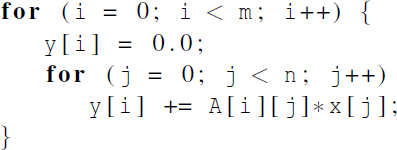 for (i = 0; i < m; i++) {
y[i] = 0.0;
for (j = 0; j < n; j++)
y[i] += A[i][j]*x[j];
}